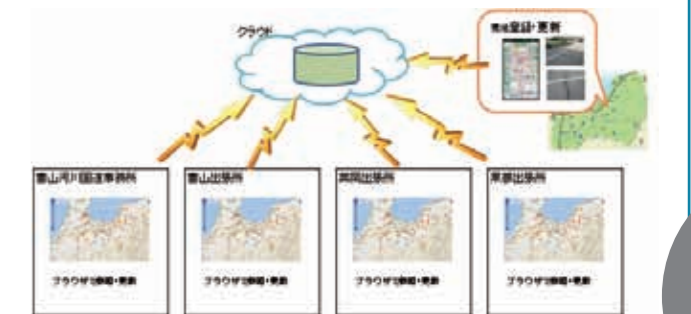 クラウド
現地登録・更新
富山河川国道事務所
富山出張所
高岡出張所
黒部出張所
ブラウザで参照・更新
ブラウザで参照・更新
ブラウザで参照・更新
ブラウザで参照・更新